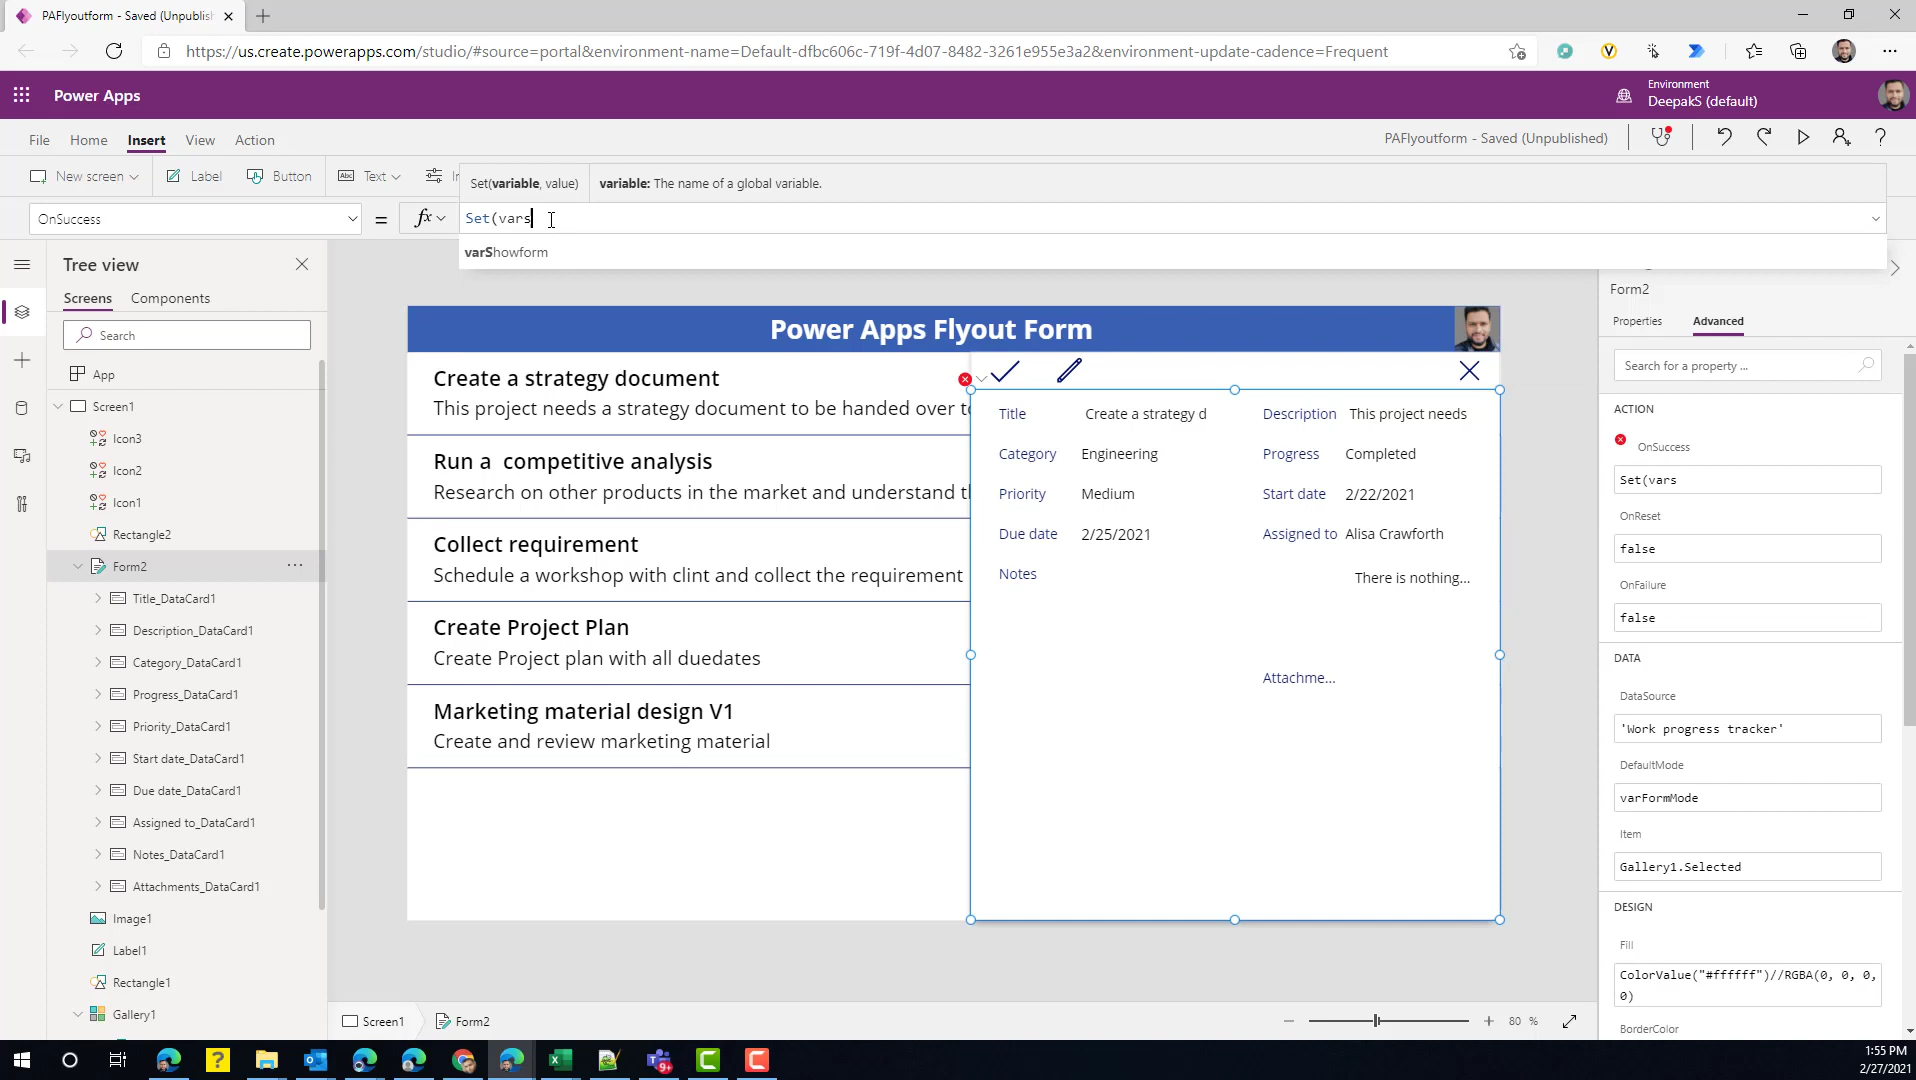 PAFlyoutform - Saved (Unpublish
https://us.create.powerapps.com/studio/#source=portal&environment-name=Default-dfbc606c-719f-4d07-8482-3261e955e3a2&environment-update-cadence=Frequent
Power Apps
Environment
DeepakS (default)
File Home Insert View Action
PAFlyoutform - Saved (Unpublished)
New screen Label Button Abc Text
Set(variable, value) variable: The name of a global variable.
OnSuccess = fx Set(vars
varShowform
Tree view
Screens Components
Search
App
Screen1
Icon3
Icon2
Icon1
Rectangle2
Form2 ...
Title_DataCard1
Description_DataCard1
Category_DataCard1
Progress_DataCard1
Priority_DataCard1
Start date_DataCard1
Due date_DataCard1
Assigned to_DataCard1
Notes_DataCard1
Attachments_DataCard1
Image1
Label1
Rectangle1
Gallery1
Power Apps Flyout Form
Create a strategy document
This project needs a strategy document to be handed over to
Run a competitive analysis
Research on other products in the market and understand
Collect requirement
Schedule a workshop with clint and collect the requirement
Create Project Plan
Create Project plan with all duedates
Marketing material design V1
Create and review marketing material
Title Create a strategy d Description This project needs
Category Engineering Progress Completed
Priority Medium Start date 2/22/2021
Due date 2/25/2021 Assigned to Alisa Crawforth
Notes There is nothing...
Attachme...
Form2
Properties Advanced
Search for a property ...
ACTION
OnSuccess
Set(vars
OnReset
false
OnFailure
false
DATA
DataSource
'Work progress tracker'
DefaultMode
varFormMode
Item
Gallery1.Selected
DESIGN
Fill
ColorValue("#ffffff")//RGBA(0, 0, 0,
0)
BorderColor
Screen1 Form2
80 %
9+
1:55 PM
2/27/2021